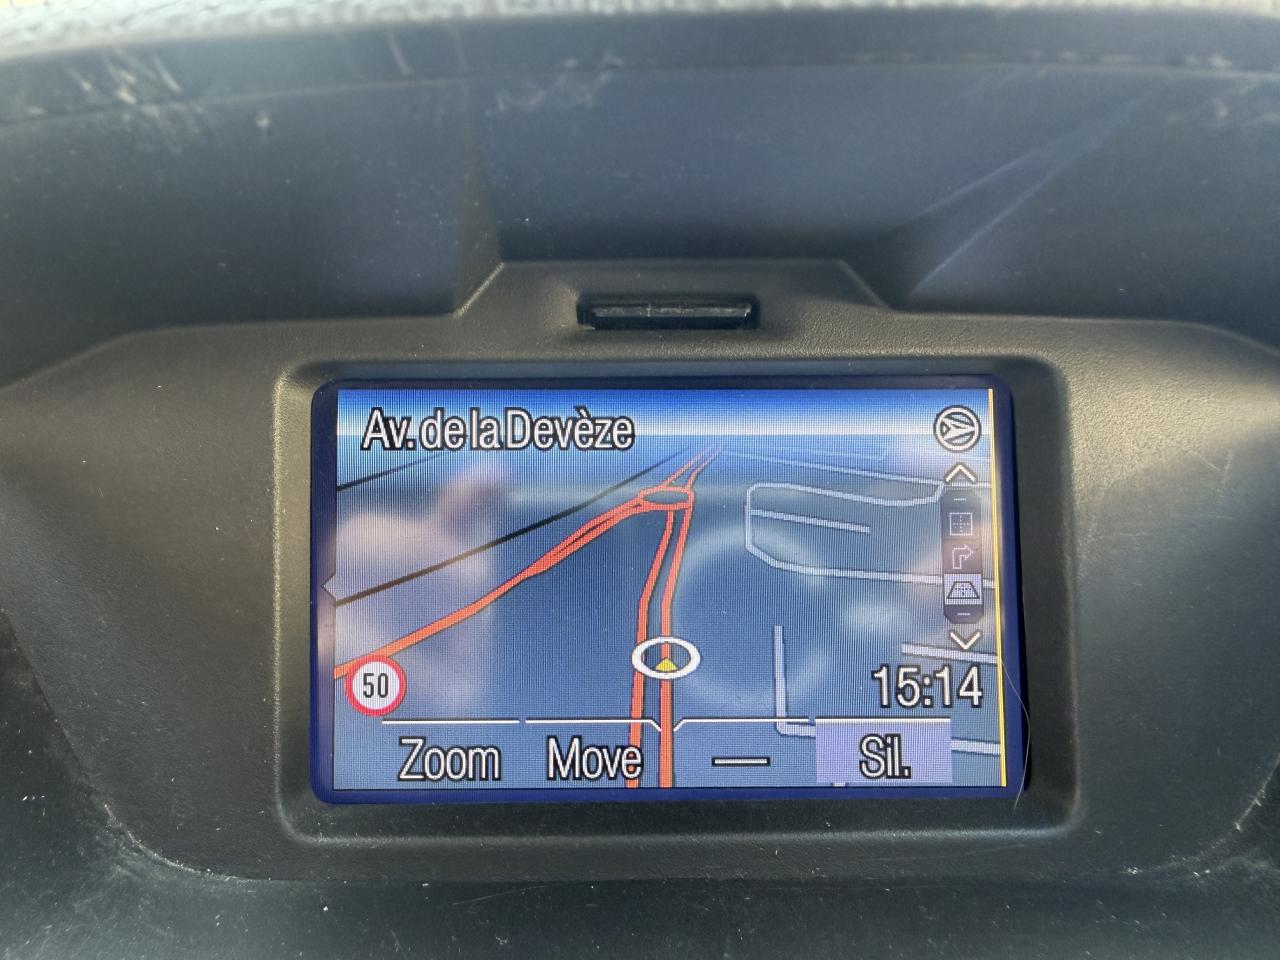 Av. de la Devèze
50
15:14
Zoom Move — Sil.